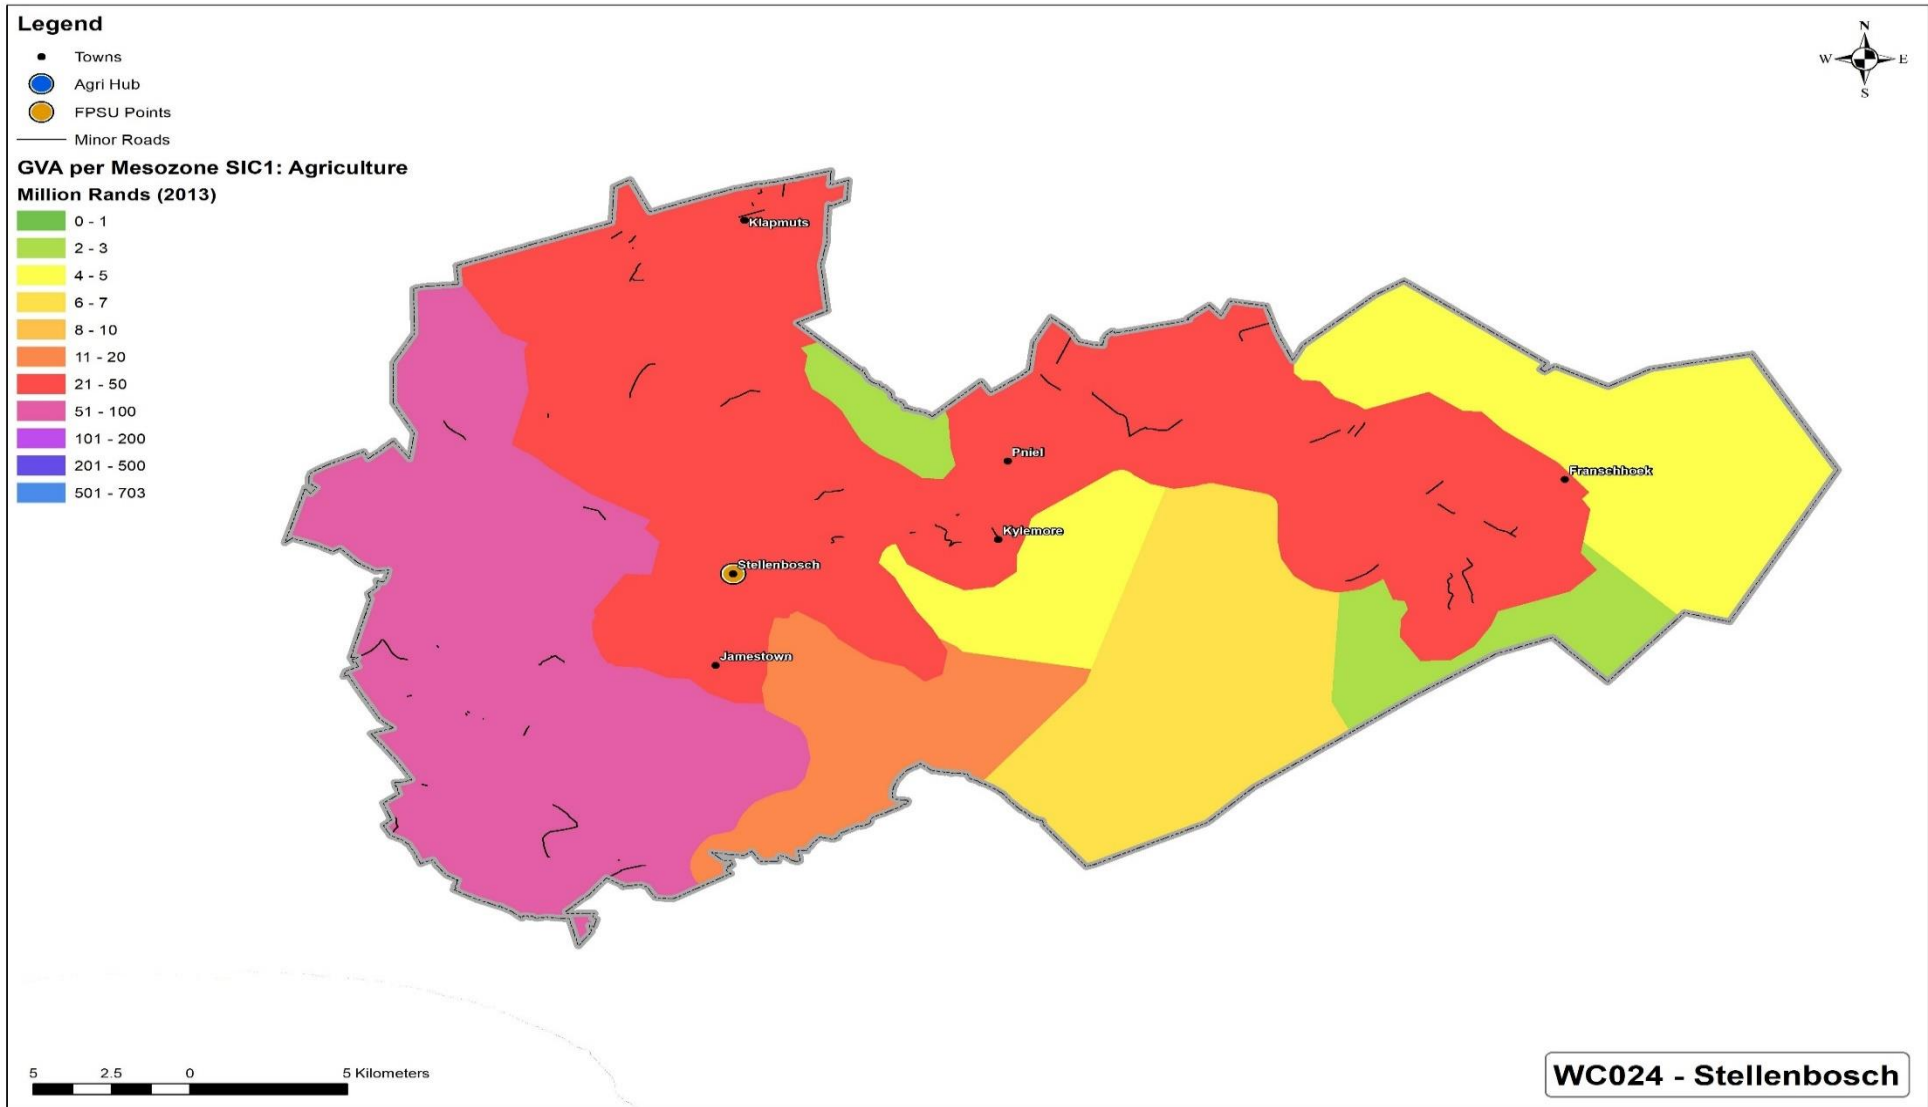 Legend
Towns
Agri Hub
FPSU Points
Minor Roads
GVA per Mesozone SIC1: Agriculture
Million Rands (2013)
0 - 1
2 - 3
4 - 5
6 - 7
8 - 10
11 - 20
21 - 50
51 - 100
101 - 200
201 - 500
501 - 703
N
W E
S
Klapmuts
Pniel
Franschhoek
Kylemore
Stellenbosch
Jamestown
5 2.5 0 5 Kilometers
WC024 - Stellenbosch